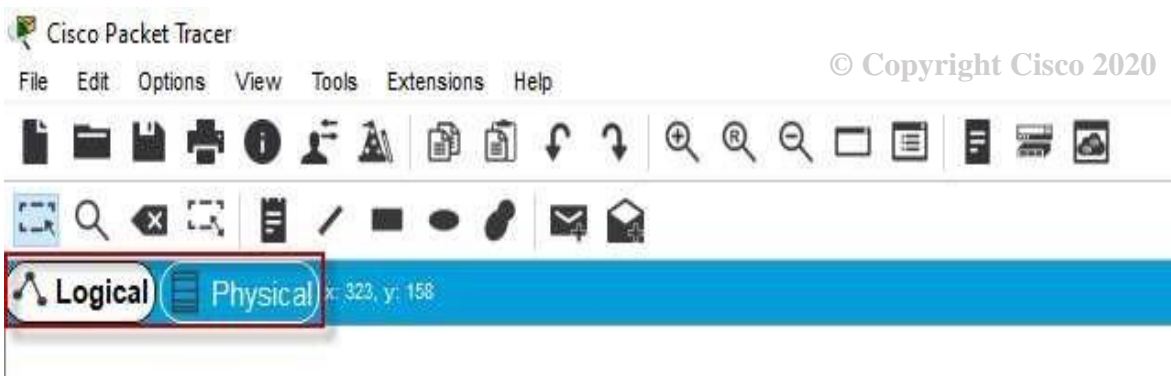 Cisco Packet Tracer
© Copyright Cisco 2020
File Edit Options View Tools Extensions Help
R
Logical Physical x: 323, y: 158